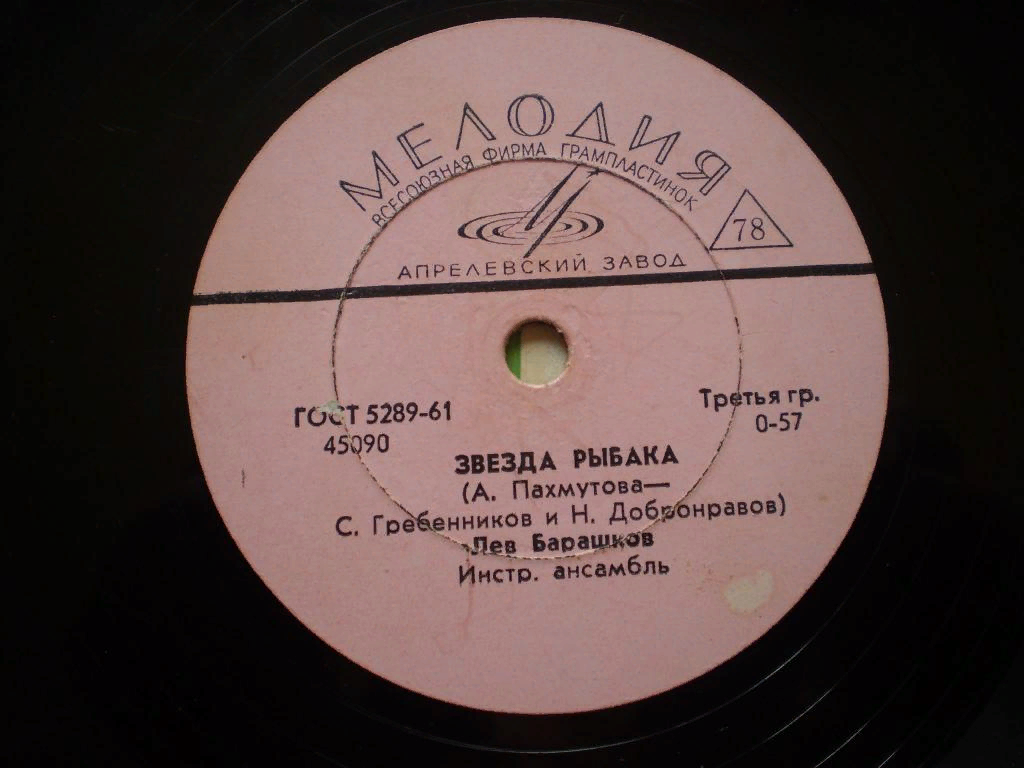 МЕЛОДИЯ
ВСЕСОЮЗНАЯ ФИРМА ГРАМПЛАСТИНОК
78
АПРЕЛЕВСКИЙ ЗАВОД
ГОСТ 5289-61
45090
Третья гр.
0-57
ЗВЕЗДА РЫБАКА
(А. Пахмутова—
С. Гребенников и Н. Добронравов)
Лев Барашков
Инстр. ансамбль